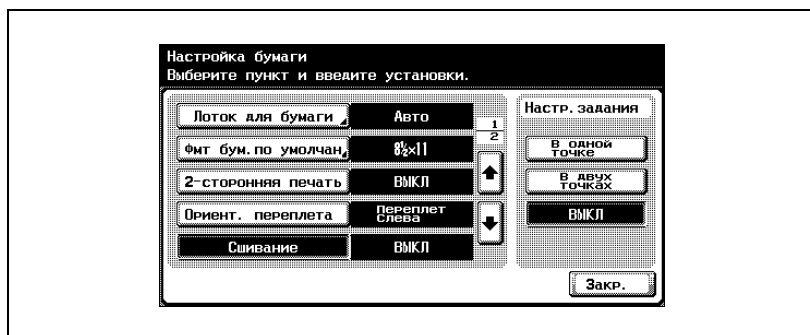 Настройка бумаги
Выберите пункт и введите установки.
Лоток для бумаги
Авто
1
2
Фмт бум.по умолчан.
8½×11
2-сторонняя печать
ВЫКЛ
Ориент. переплета
Переплет
Слева
Сшивание
ВЫКЛ
Настр.задания
В одной
точке
В двух
точках
ВЫКЛ
Закр.